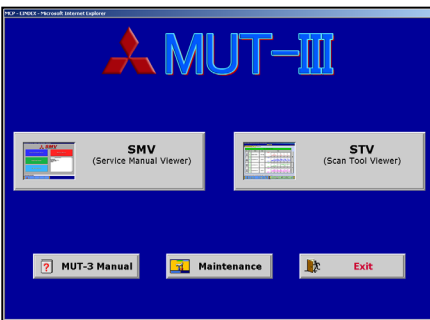 MCP - LINDEX - Microsoft Internet Explorer
MUT-III
SMV
(Service Manual Viewer)
STV
(Scan Tool Viewer)
MUT-3 Manual
Maintenance
Exit